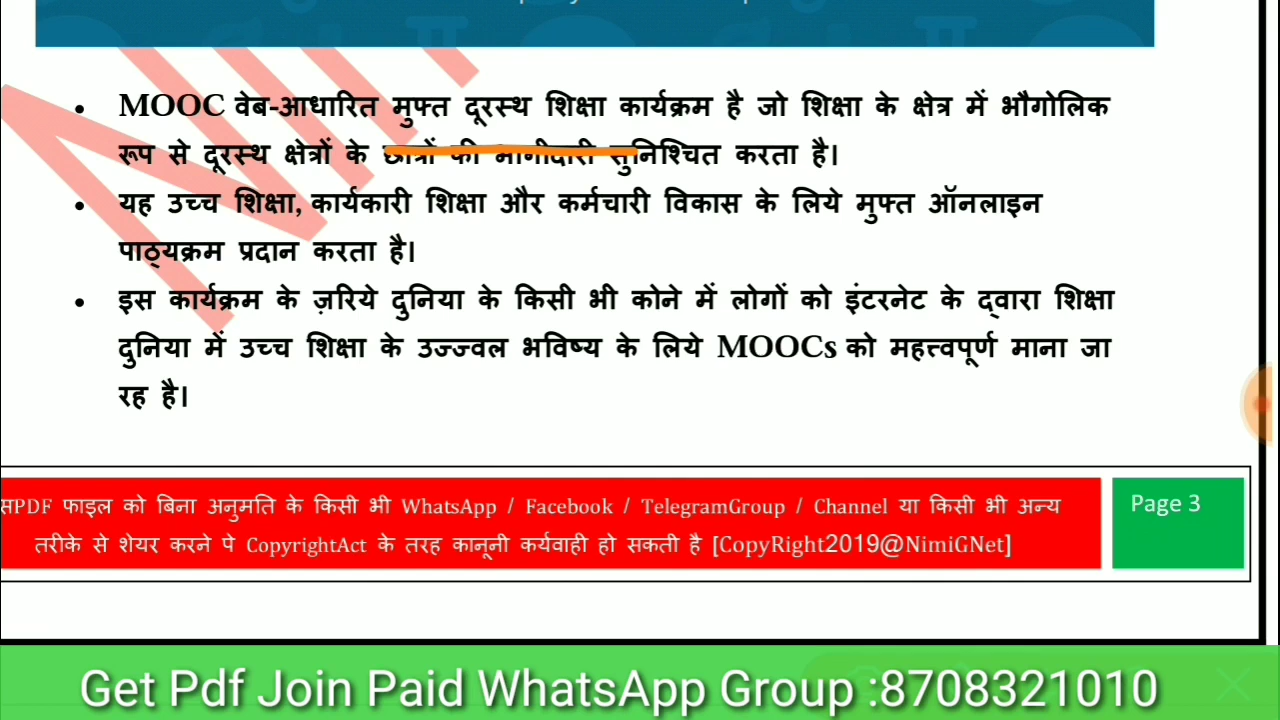 MOOC वेब-आधारित मुफ्त दूरस्थ शिक्षा कार्यक्रम है जो शिक्षा के क्षेत्र में भौगोलिक
रूप से दूरस्थ क्षेत्रों के छात्रों की भागीदारी सुनिश्चित करता है।
यह उच्च शिक्षा, कार्यकारी शिक्षा और कर्मचारी विकास के लिये मुफ्त ऑनलाइन
पाठ्यक्रम प्रदान करता है।
इस कार्यक्रम के ज़रिये दुनिया के किसी भी कोने में लोगों को इंटरनेट के द्वारा शिक्षा
दुनिया में उच्च शिक्षा के उज्ज्वल भविष्य के लिये MOOCs को महत्त्वपूर्ण माना जा
रह है।
सPDF फाइल को बिना अनुमति के किसी भी WhatsApp / Facebook / TelegramGroup / Channel या किसी भी अन्य
तरीके से शेयर करने पे CopyrightAct के तरह कानूनी कर्यवाही हो सकती है [CopyRight2019@NimiGNet]
Page 3
Get Pdf Join Paid WhatsApp Group :8708321010